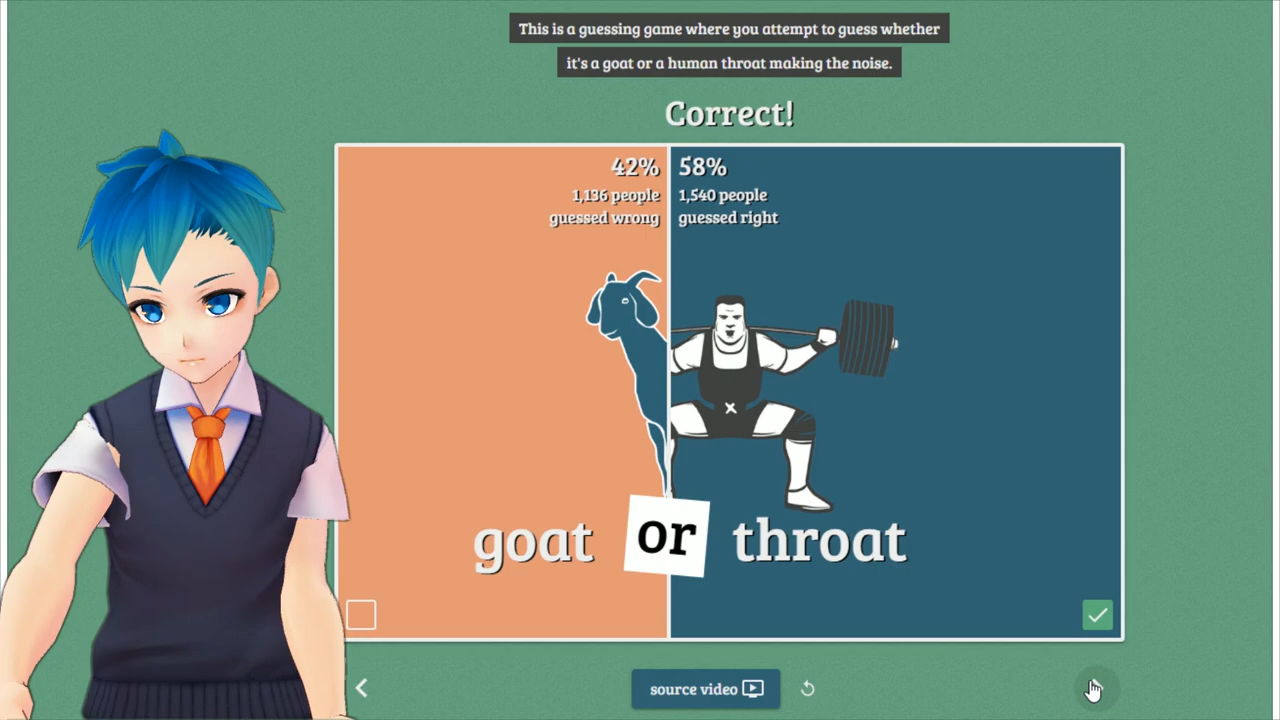 This is a guessing game where you attempt to guess whether
it's a goat or a human throat making the noise.
Correct!
42%
1,136 people
guessed wrong
58%
1,540 people
guessed right
goat or throat
source video